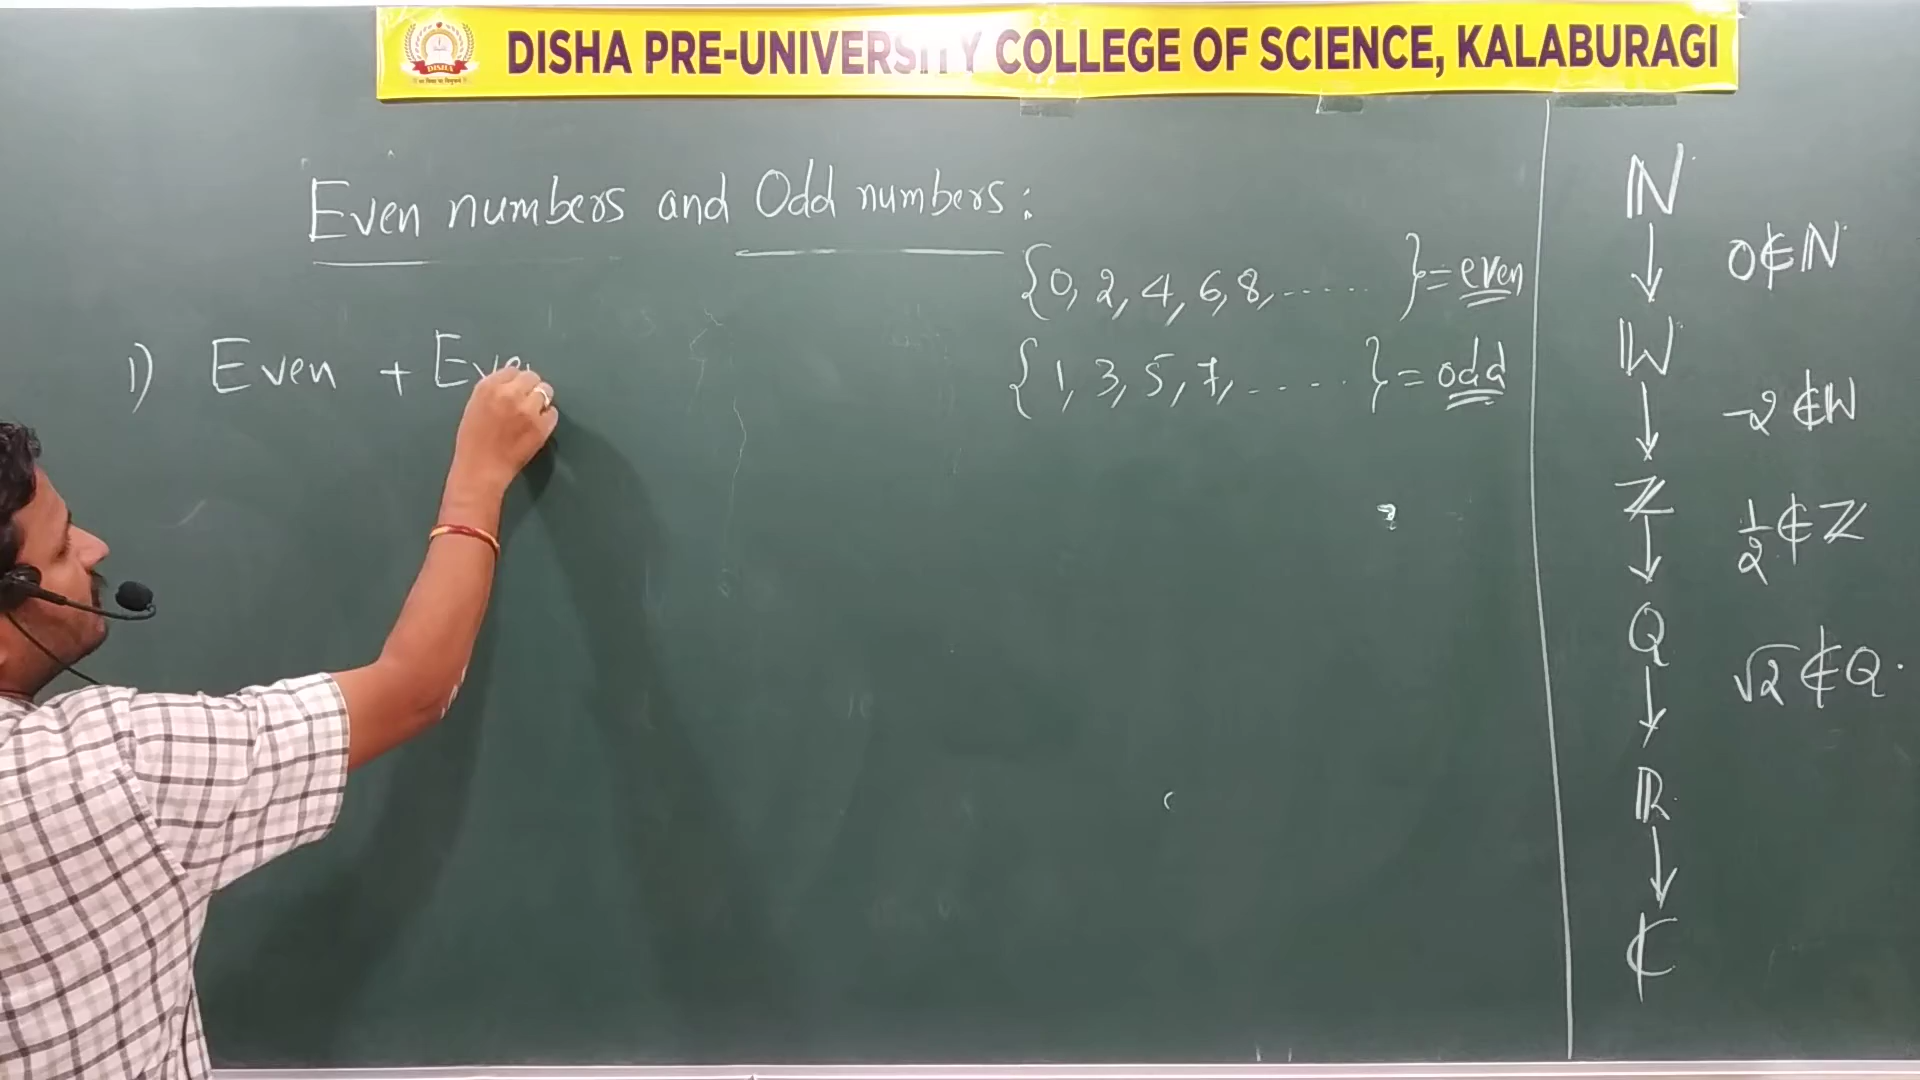 DISHA PRE-UNIVERSITY COLLEGE OF SCIENCE, KALABURAGI
DISHA
Even numbers and Odd numbers:
{0, 2, 4, 6, 8, ..... } = even
{1, 3, 5, 7, ..... } = odd
1) Even + Even
ℕ
↓
0∉ℕ
𝕎
↓
-2∉W
ℤ
↓
1/2∉ℤ
Q
↓
√2∉Q.
ℝ
↓
ℂ